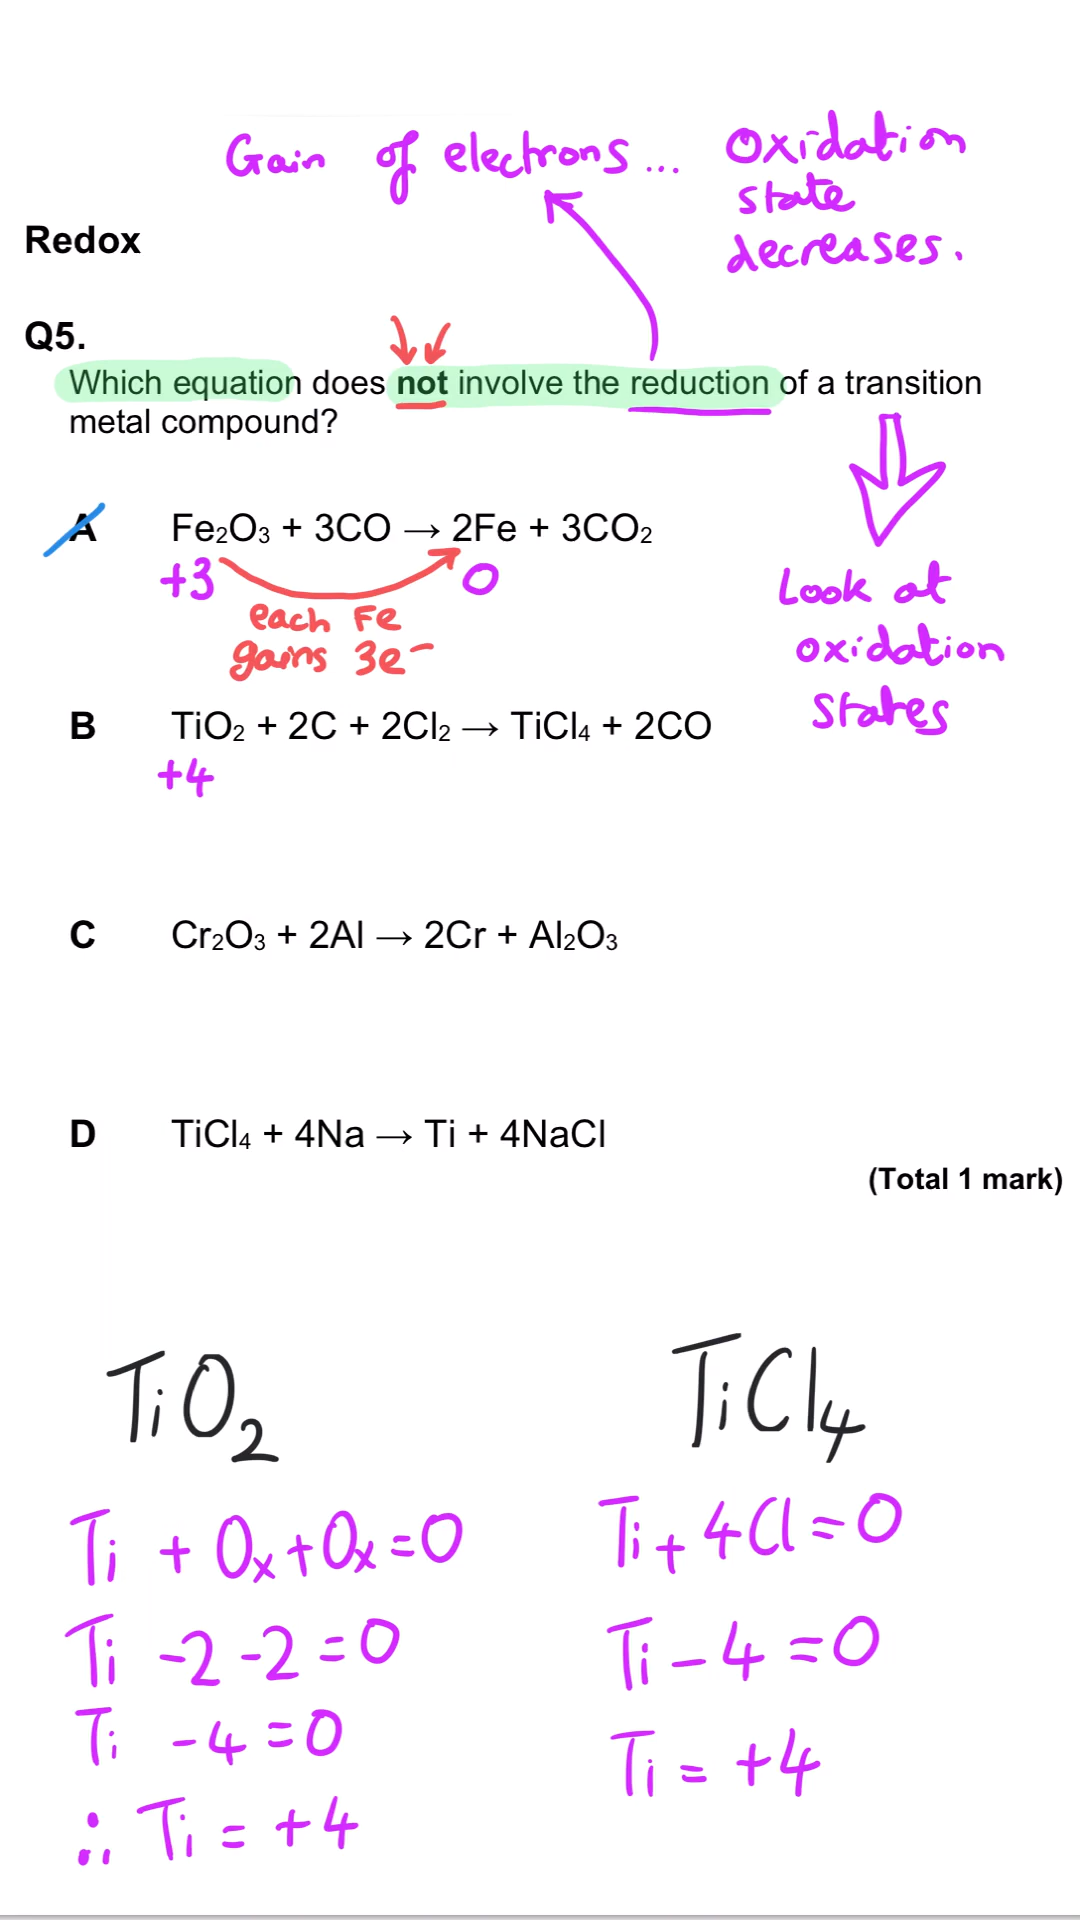 Gain of electrons... Oxidation
state
decreases.
Redox
Q5.
Which equation does not involve the reduction of a transition
metal compound?
A Fe₂O₃ + 3CO → 2Fe + 3CO₂
+3 0
each Fe
gains 3e⁻
Look at
oxidation
states
B TiO₂ + 2C + 2Cl₂ → TiCl₄ + 2CO
+4
C Cr₂O₃ + 2Al → 2Cr + Al₂O₃
D TiCl₄ + 4Na → Ti + 4NaCl
(Total 1 mark)
TiO₂
Ti + Ox + Ox = 0
Ti -2 -2 = 0
Ti -4 = 0
∴ Ti = +4
TiCl₄
Ti + 4Cl = 0
Ti - 4 = 0
Ti = +4